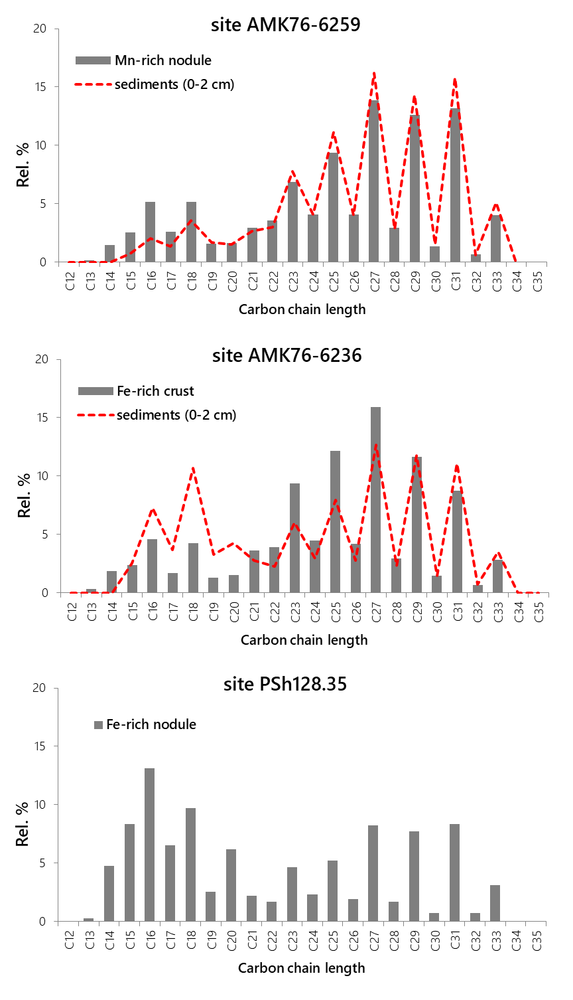 site AMK76-6259
20
Mn-rich nodule
sediments (0-2 cm)
15
10
5
0
Rel. %
C12 C13 C14 C15 C16 C17 C18 C19 C20 C21 C22 C23 C24 C25 C26 C27 C28 C29 C30 C31 C32 C33 C34 C35
Carbon chain length
site AMK76-6236
20
Fe-rich crust
sediments (0-2 cm)
15
10
5
0
Rel. %
C12 C13 C14 C15 C16 C17 C18 C19 C20 C21 C22 C23 C24 C25 C26 C27 C28 C29 C30 C31 C32 C33 C34 C35
Carbon chain length
site PSh128.35
20
Fe-rich nodule
15
10
5
0
Rel. %
C12 C13 C14 C15 C16 C17 C18 C19 C20 C21 C22 C23 C24 C25 C26 C27 C28 C29 C30 C31 C32 C33 C34 C35
Carbon chain length